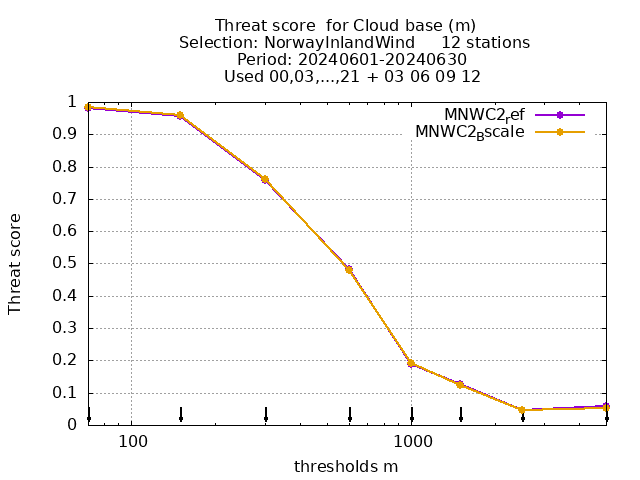 Threat score  for Cloud base (m)
Selection: NorwayInlandWind     12 stations
Period: 20240601-20240630
Used 00,03,...,21 + 03 06 09 12
MNWC2ref
MNWC2Bscale
1
0.9
0.8
0.7
0.6
0.5
0.4
0.3
0.2
0.1
0
Threat score
100
1000
thresholds m